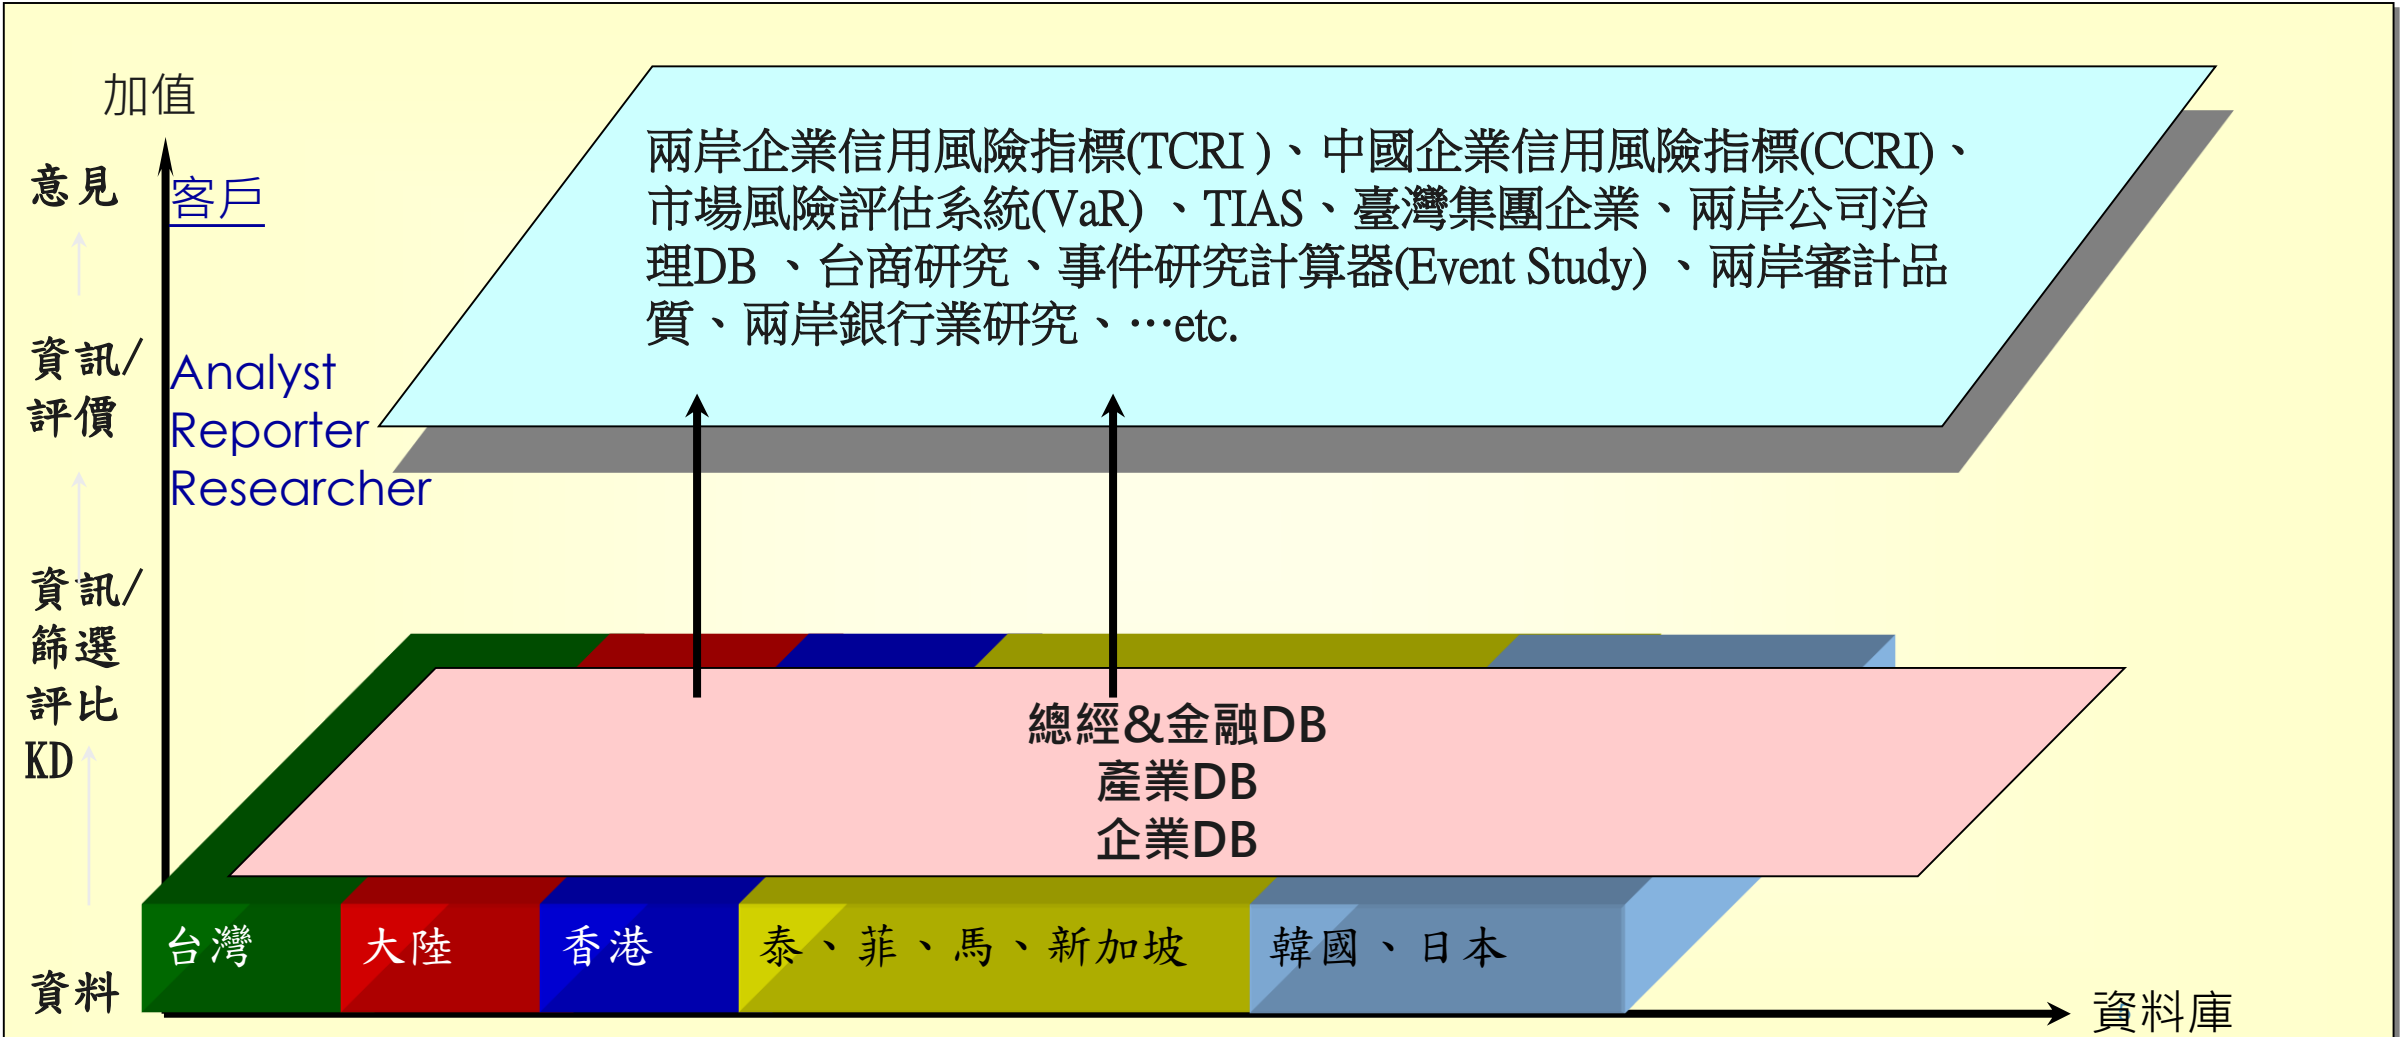 加值
意見
客戶
兩岸企業信用風險指標(TCRI )、中國企業信用風險指標(CCRI)、
市場風險評估系統(VaR) 、TIAS、臺灣集團企業、兩岸公司治
理DB 、台商研究、事件研究計算器(Event Study) 、兩岸審計品
質、兩岸銀行業研究、…etc.
資訊/
評價
Analyst
Reporter
Researcher
資訊/
篩選
評比
KD
總經&金融DB
產業DB
企業DB
台灣
大陸
香港
泰、菲、馬、新加坡
韓國、日本
資料
資料庫